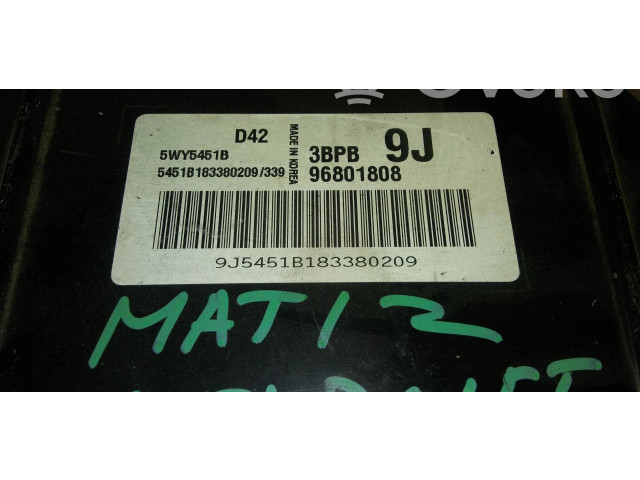 D42
MADE IN KOREA
3BPB 9J
5WY5451B
5451B183380209/339
96801808
9J5451B183380209
MATIZ